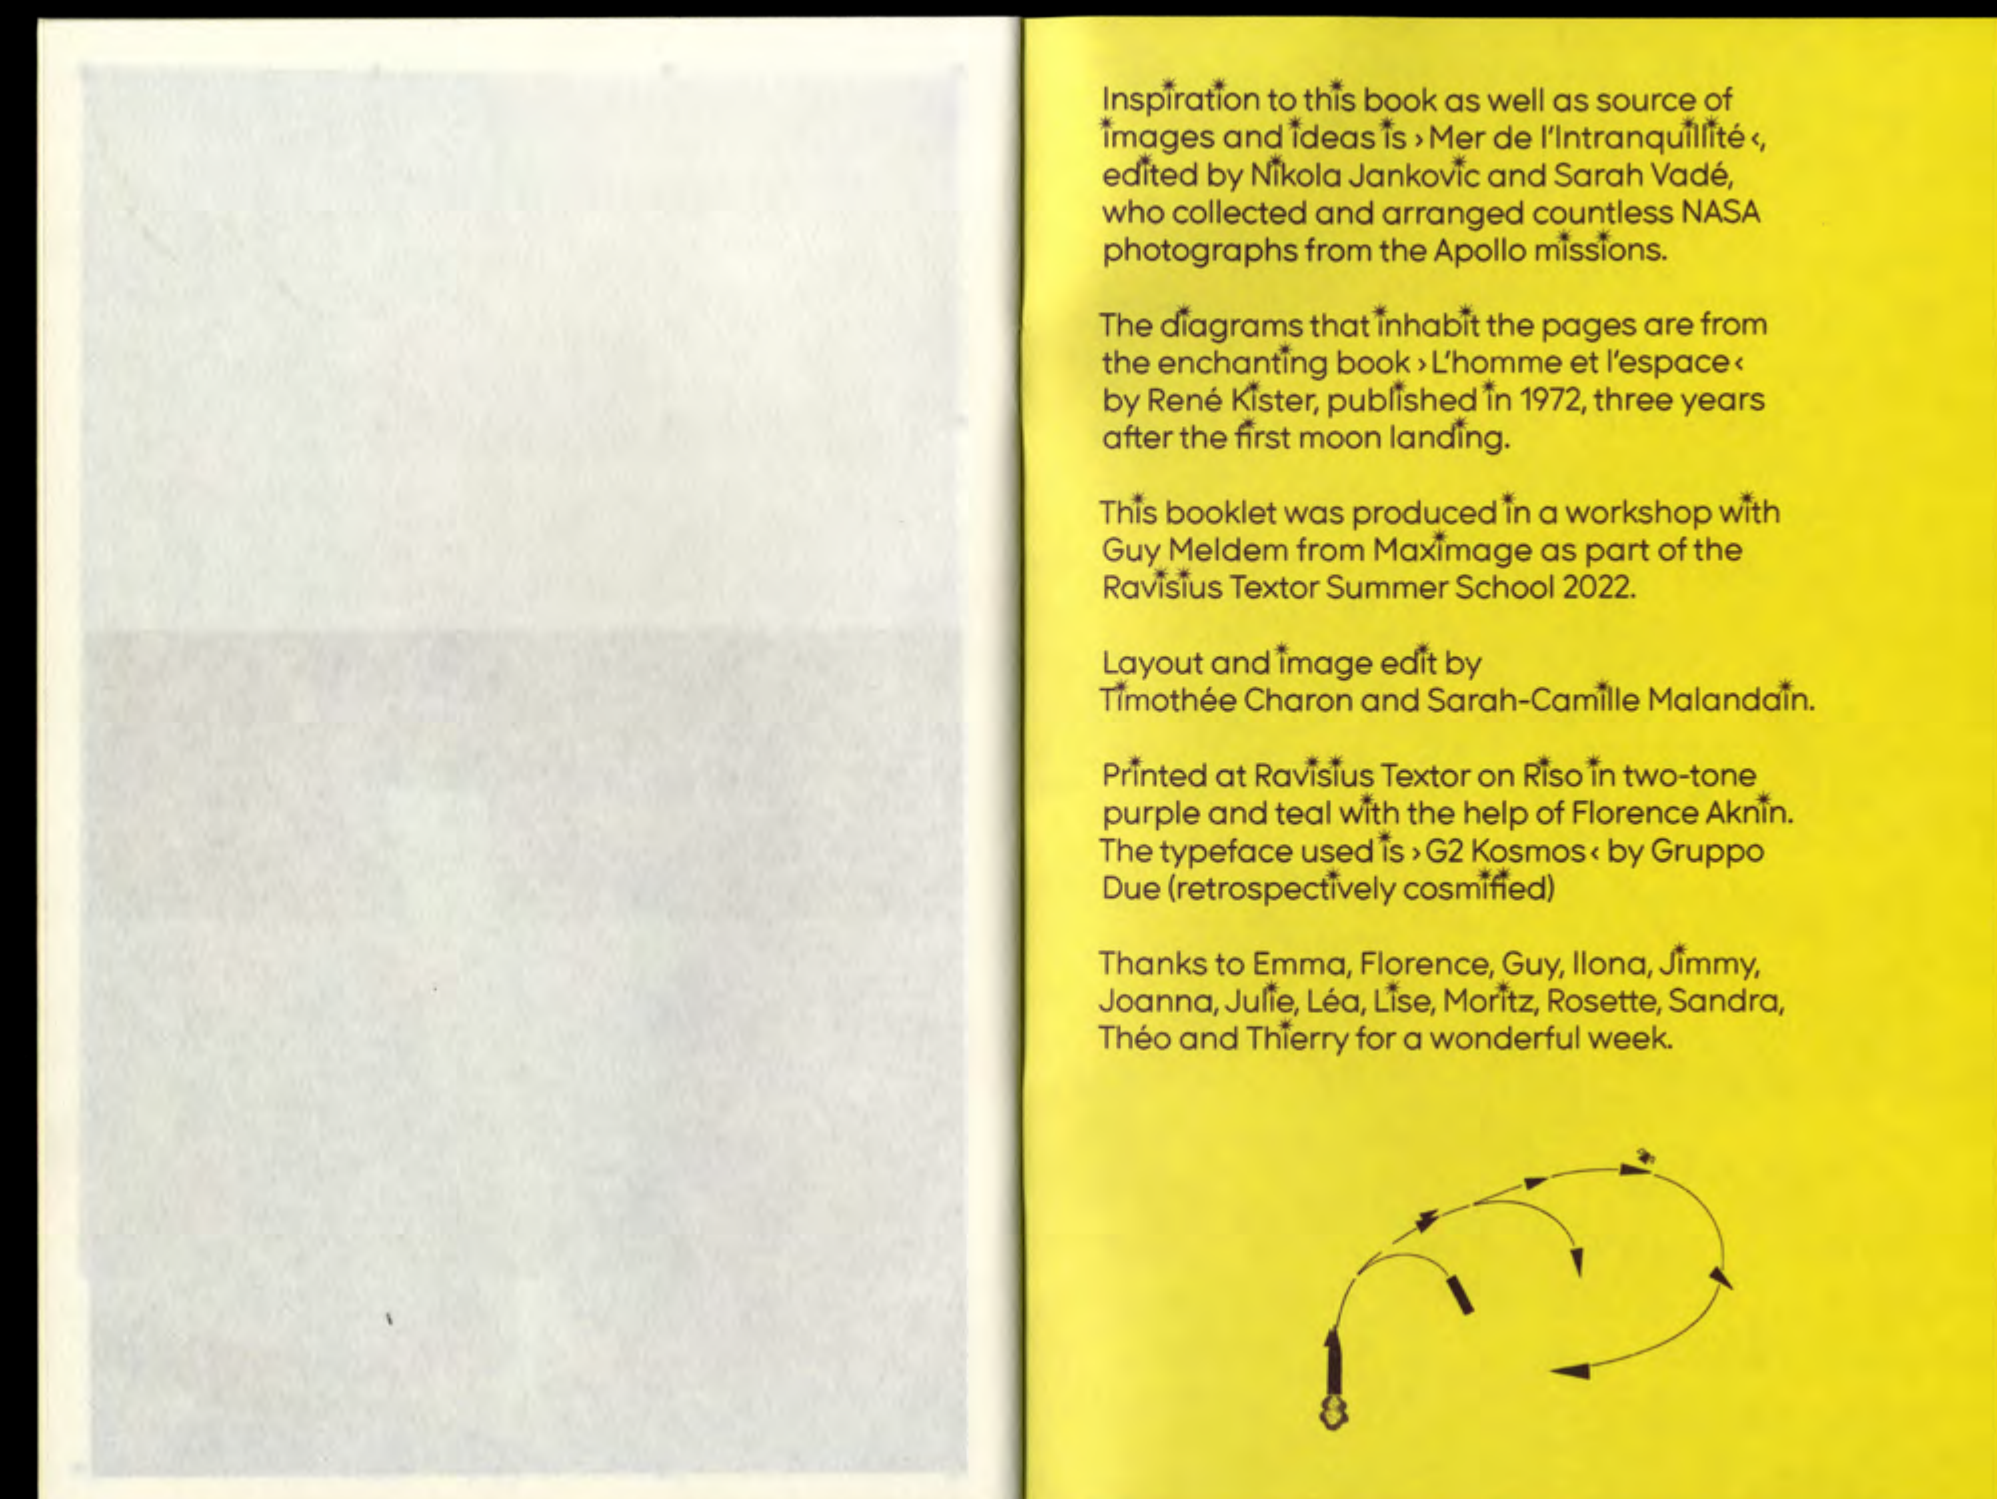 Inspiration to this book as well as source of
images and ideas is › Mer de l'Intranquillité ‹,
edited by Nikola Jankovic and Sarah Vadé,
who collected and arranged countless NASA
photographs from the Apollo missions.
The diagrams that inhabit the pages are from
the enchanting book › L'homme et l'espace ‹
by René Kister, published in 1972, three years
after the first moon landing.
This booklet was produced in a workshop with
Guy Meldem from Maximage as part of the
Ravisius Textor Summer School 2022.
Layout and image edit by
Timothée Charon and Sarah-Camille Malandain.
Printed at Ravisius Textor on Riso in two-tone
purple and teal with the help of Florence Aknin.
The typeface used is › G2 Kosmos ‹ by Gruppo
Due (retrospectively cosmified)
Thanks to Emma, Florence, Guy, Ilona, Jimmy,
Joanna, Julie, Léa, Lise, Moritz, Rosette, Sandra,
Théo and Thierry for a wonderful week.